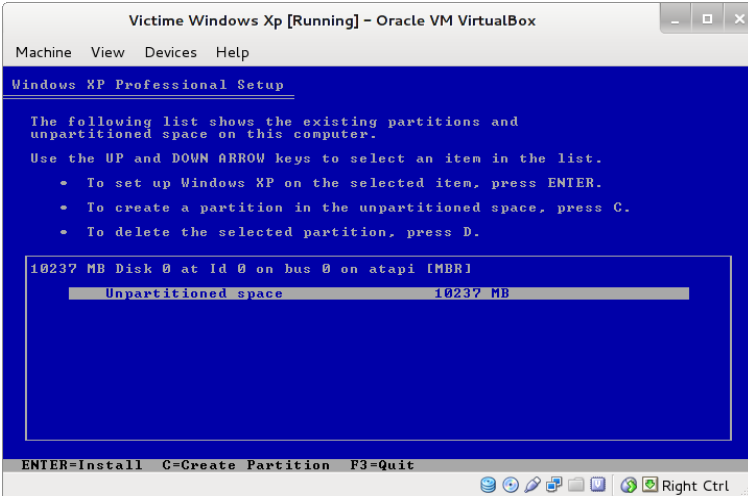 Victime Windows Xp [Running] – Oracle VM VirtualBox
Machine View Devices Help
Windows XP Professional Setup
The following list shows the existing partitions and
unpartitioned space on this computer.
Use the UP and DOWN ARROW keys to select an item in the list.
• To set up Windows XP on the selected item, press ENTER.
• To create a partition in the unpartitioned space, press C.
• To delete the selected partition, press D.
10237 MB Disk 0 at Id 0 on bus 0 on atapi [MBR]
Unpartitioned space 10237 MB
ENTER=Install C=Create Partition F3=Quit
Right Ctrl